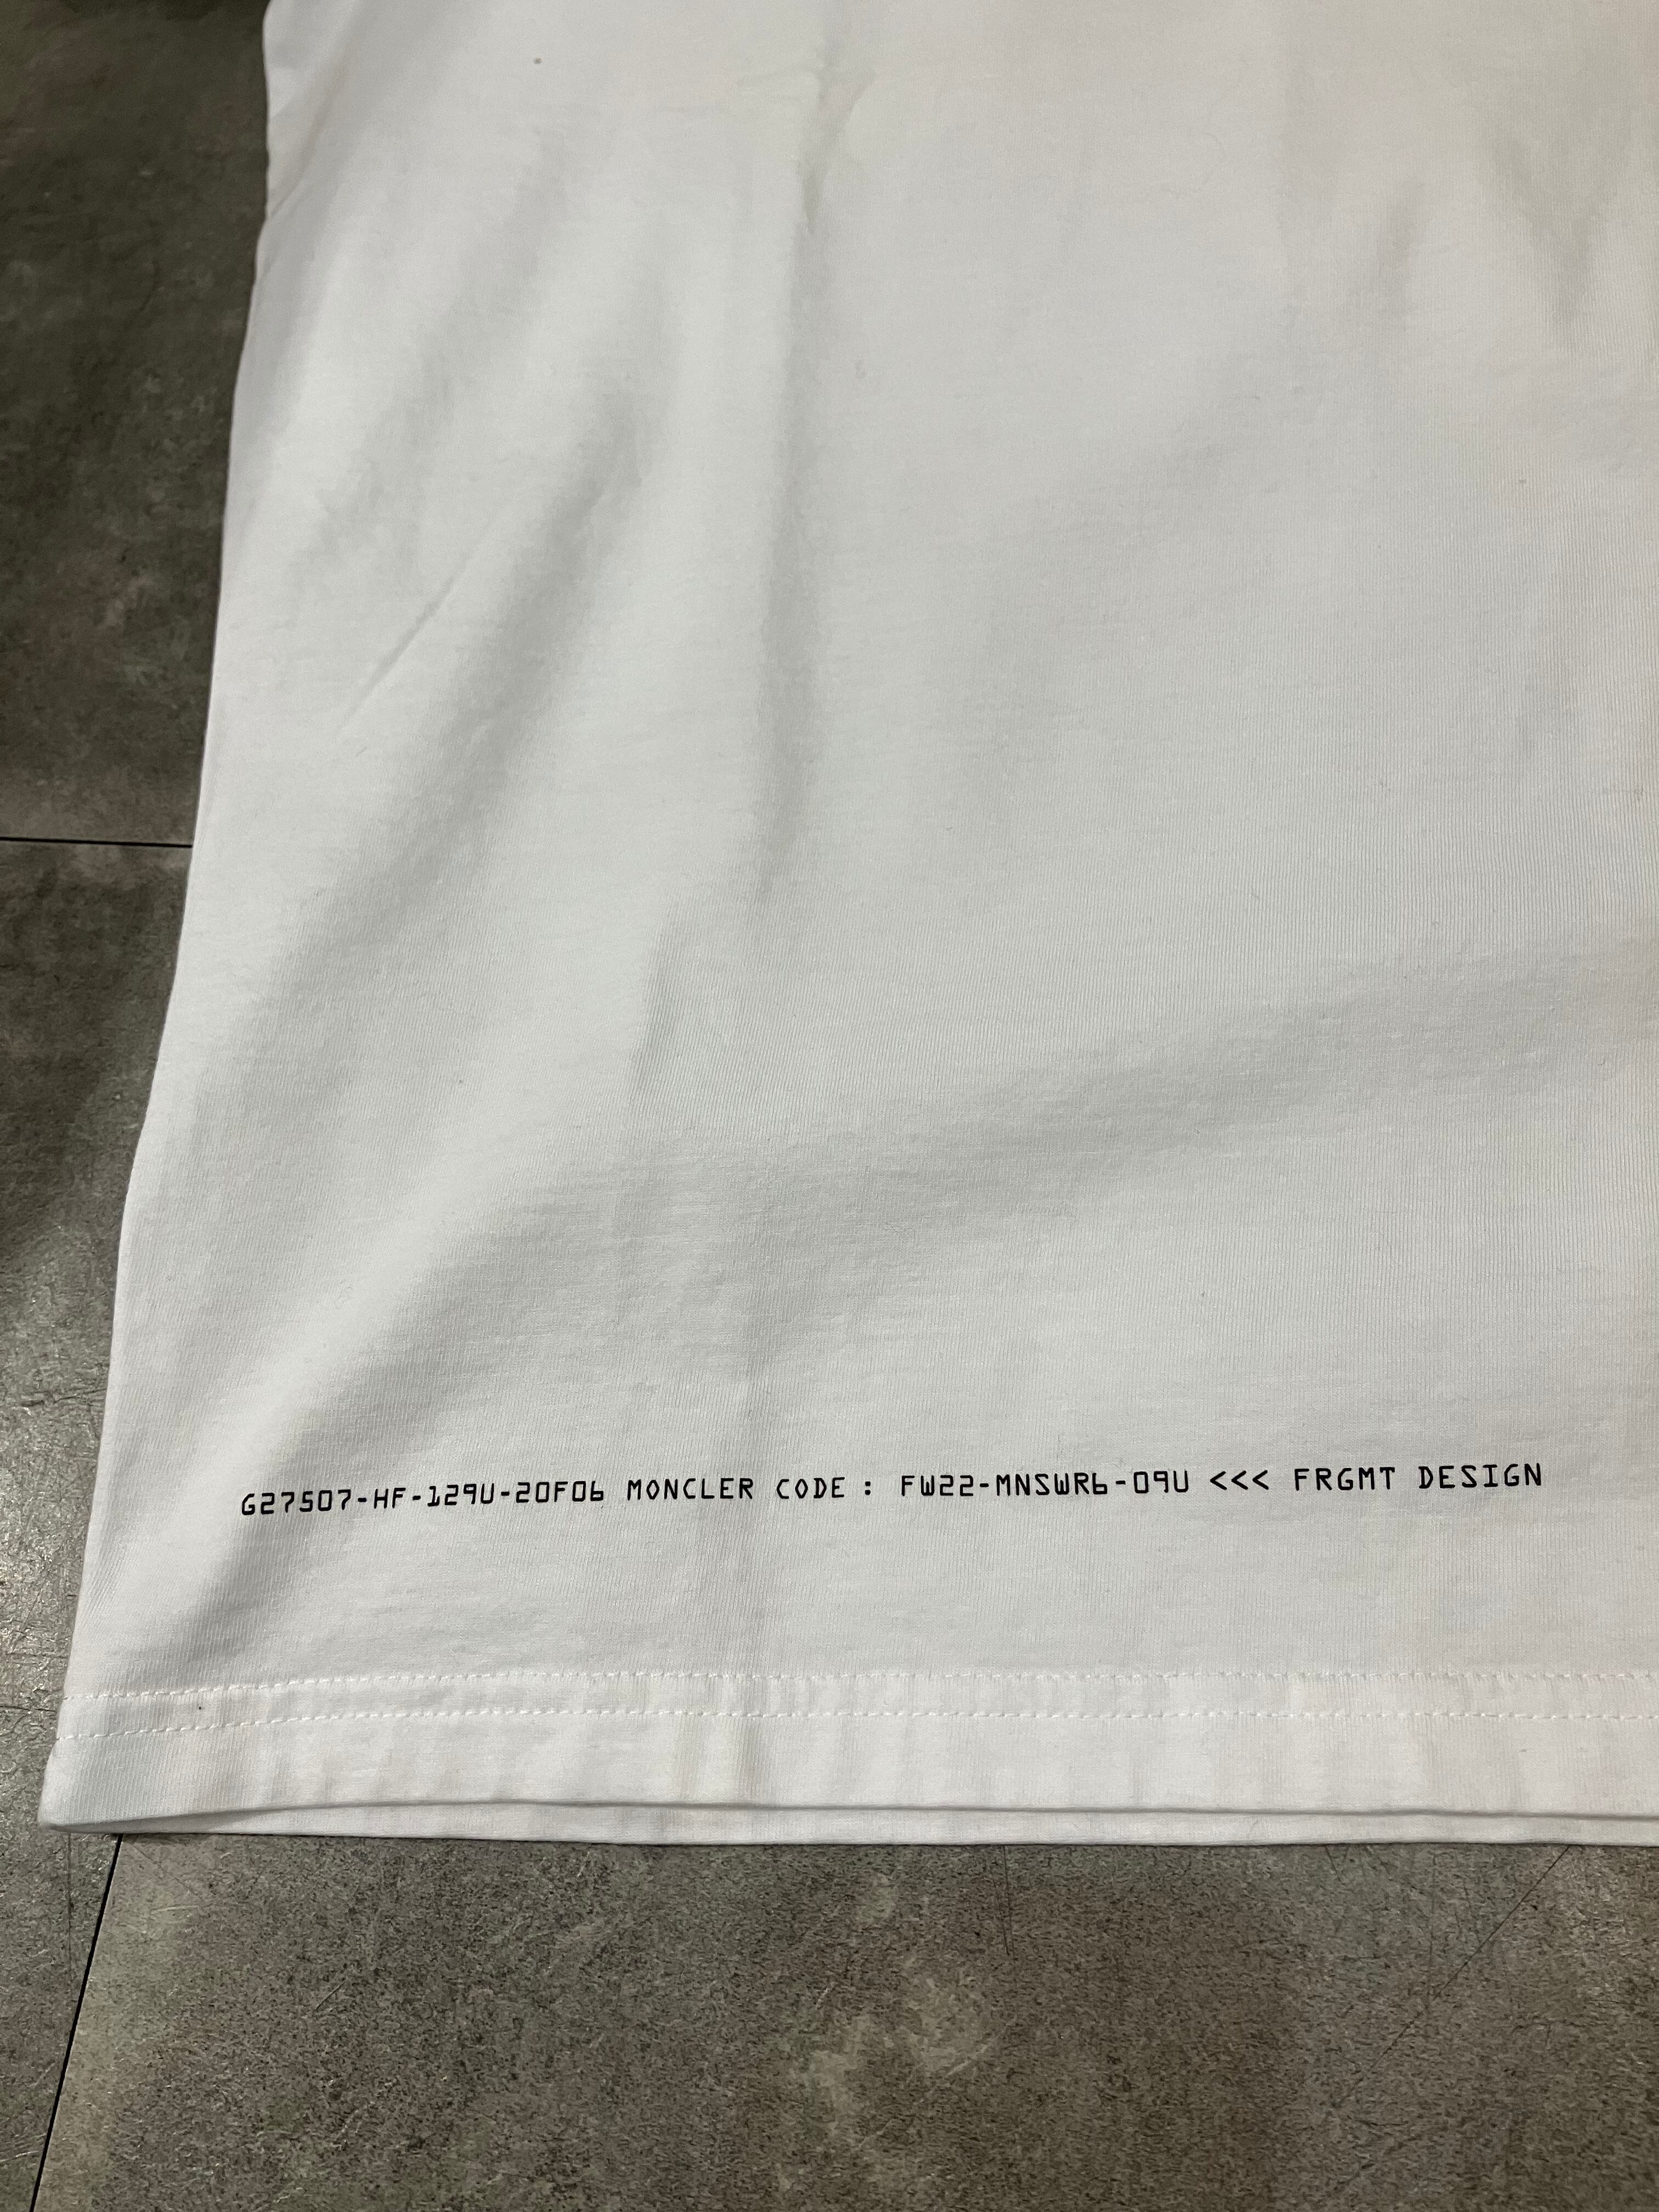 G27507-HF-129U-20F06 MONCLER CODE : FW22-MNSWR6-09U <<< FRGMT DESIGN